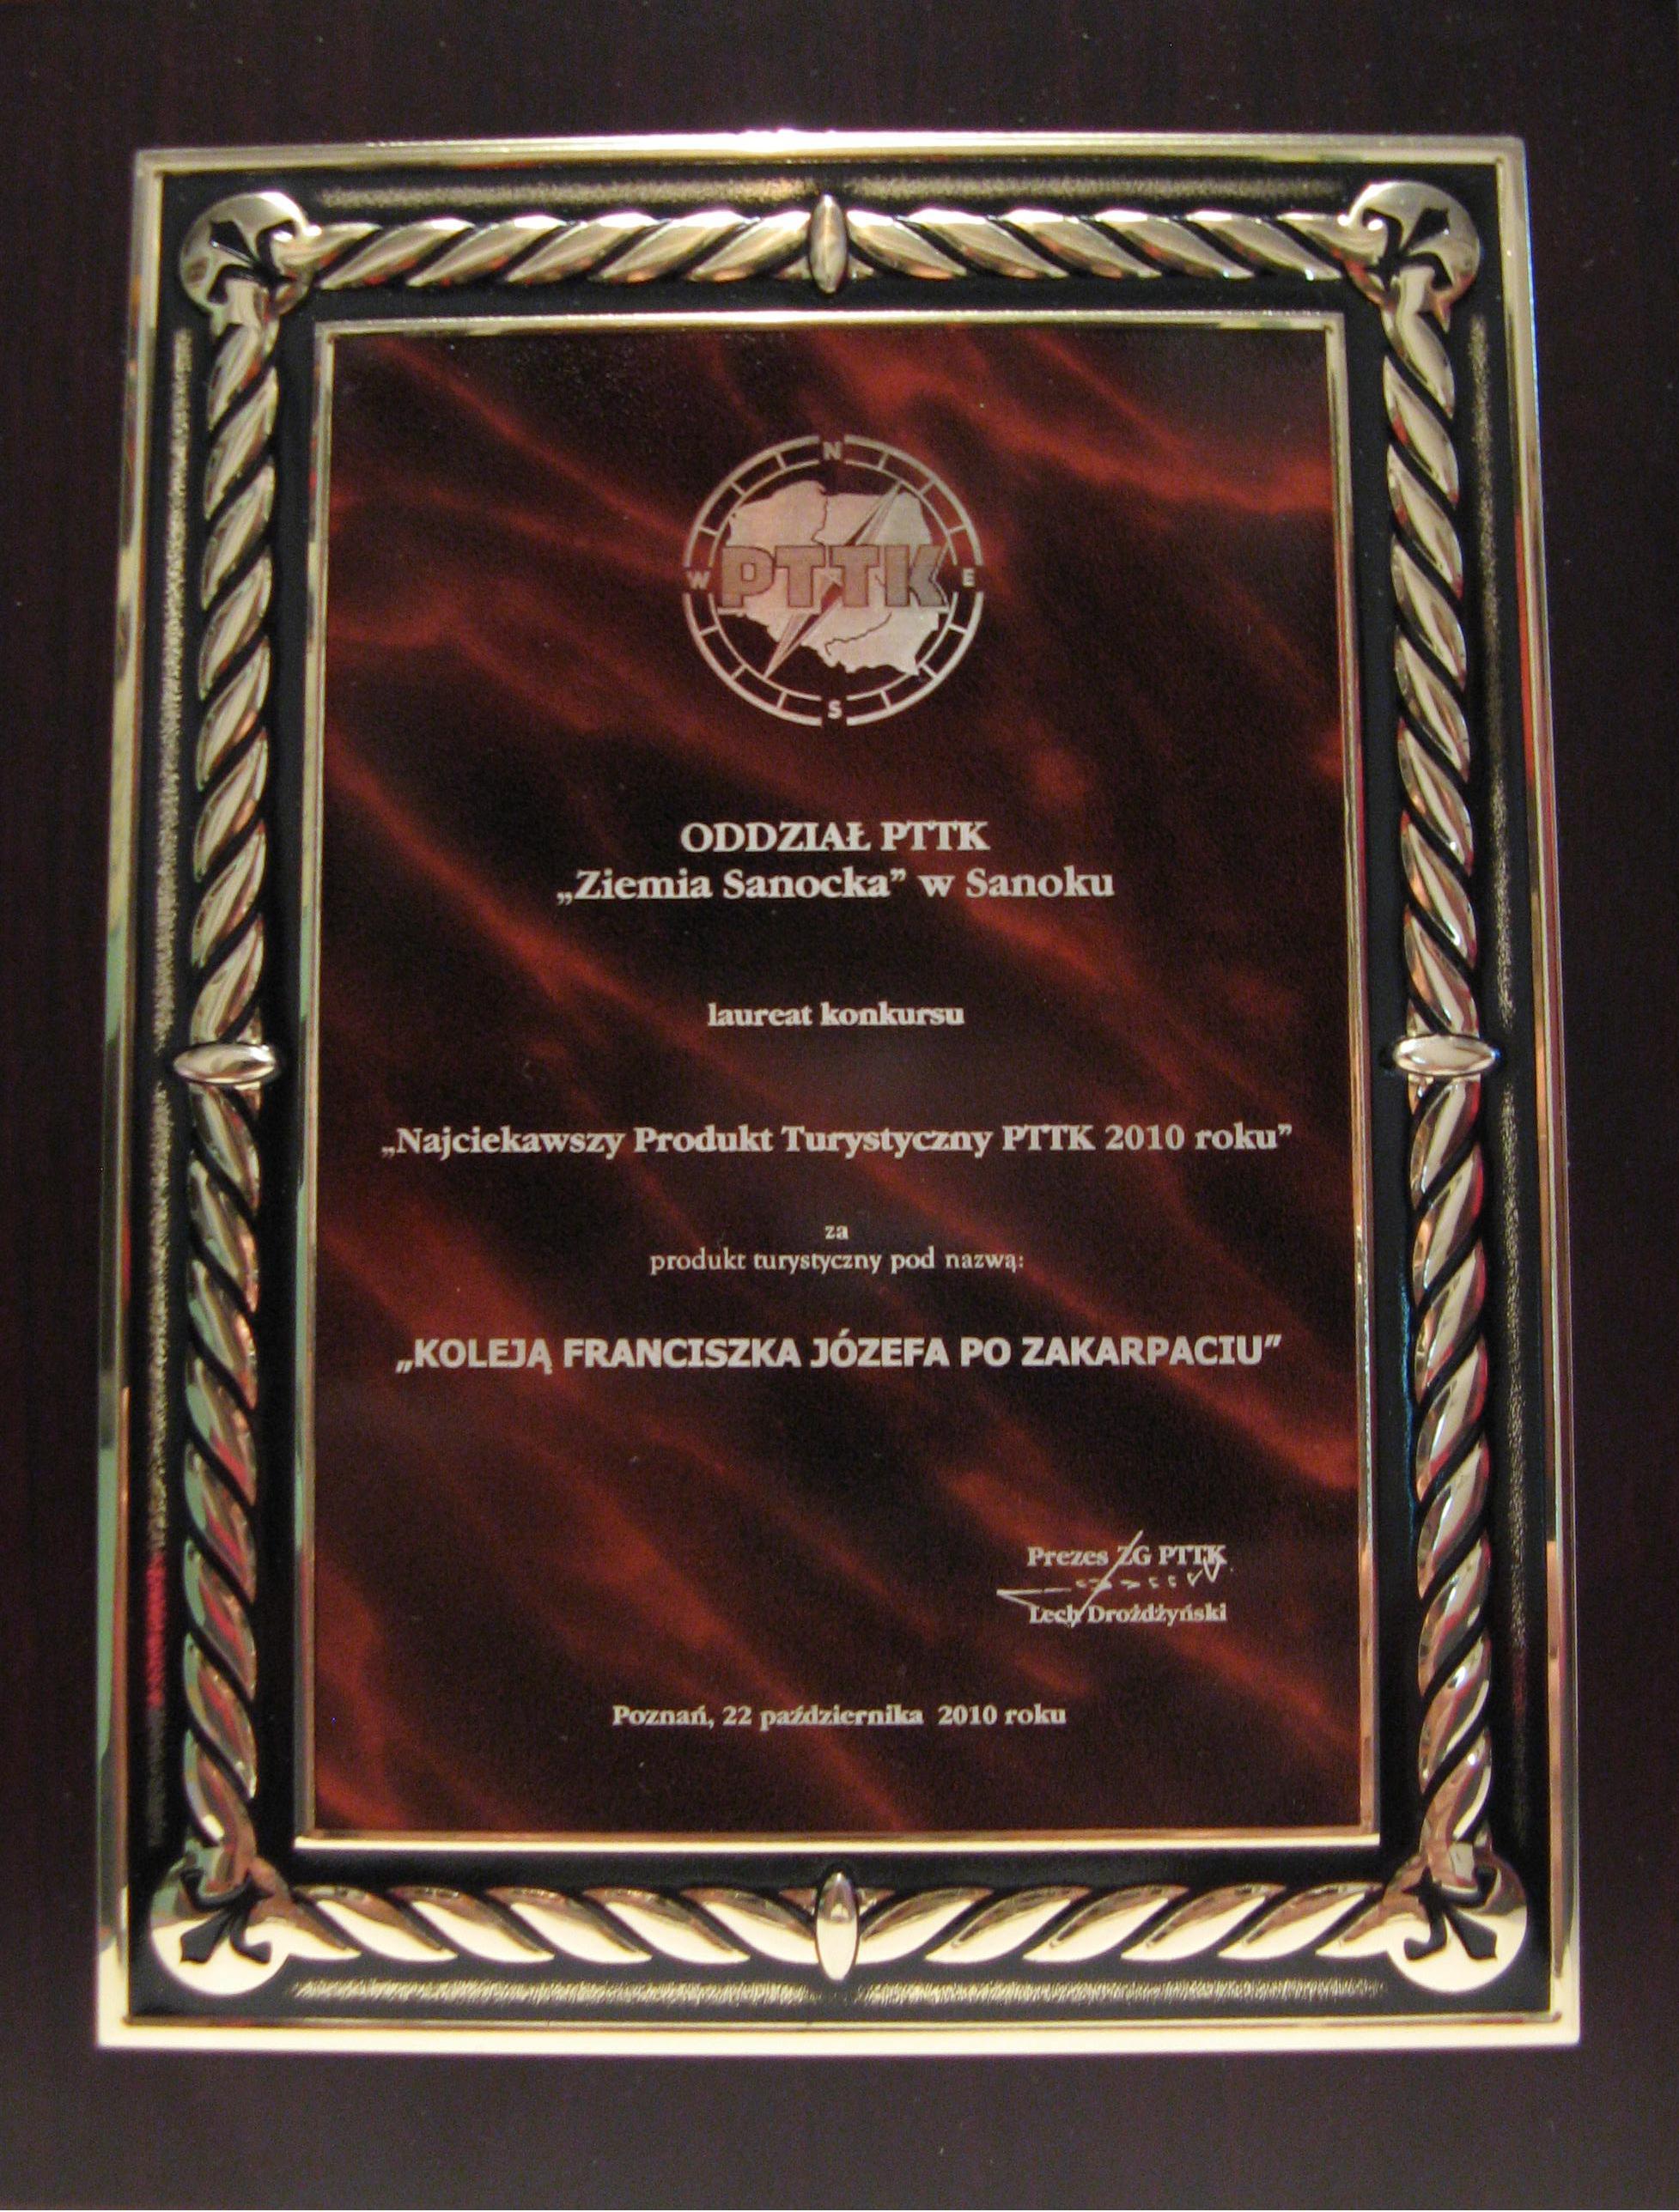 N
W PTTK E
S
ODDZIAŁ PTTK
„Ziemia Sanocka” w Sanoku
laureat konkursu
„Najciekawszy Produkt Turystyczny PTTK 2010 roku”
za
produkt turystyczny pod nazwą:
„KOLEJĄ FRANCISZKA JÓZEFA PO ZAKARPACIU”
Prezes ZG PTTK
Lech Drożdżyński
Poznań, 22 października 2010 roku